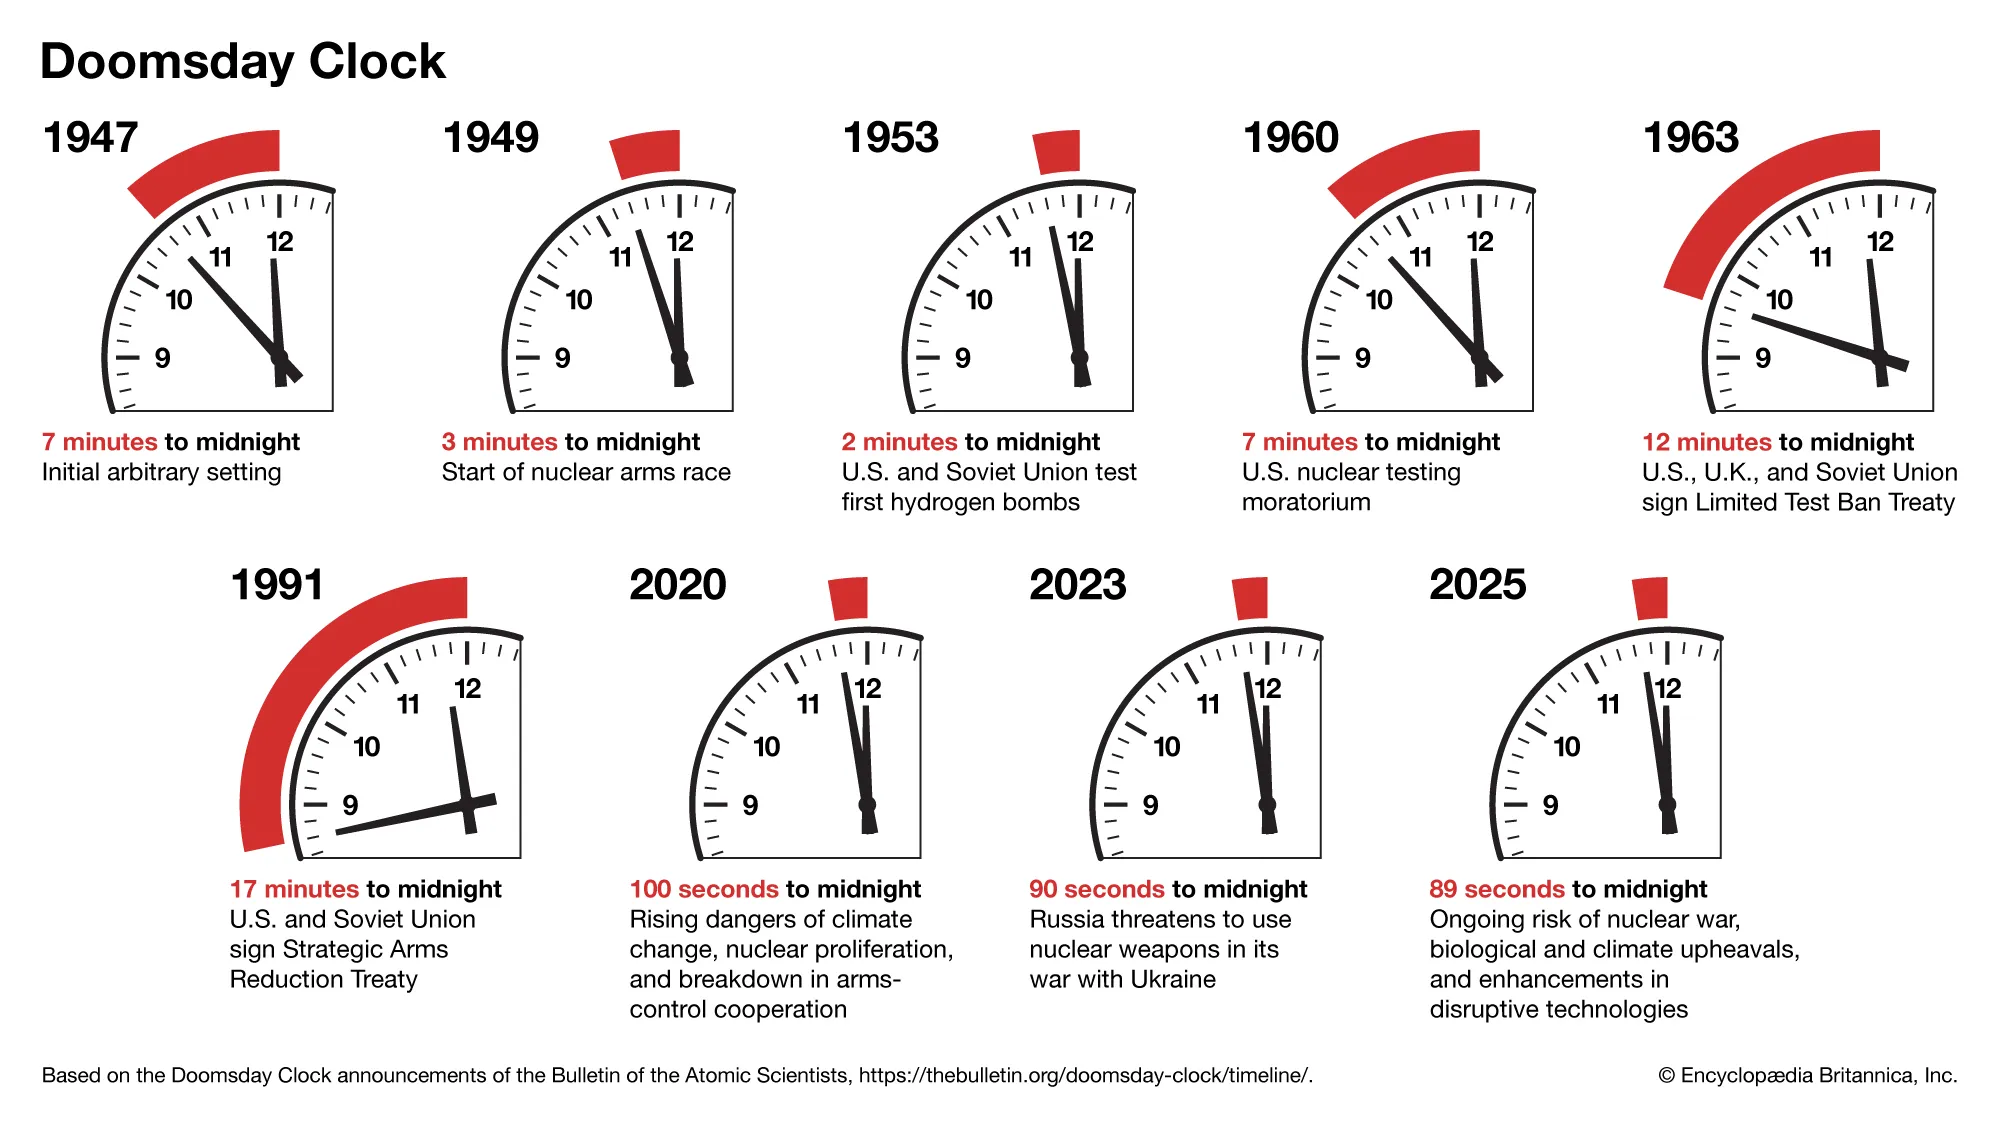 Doomsday Clock
1947
12
11
10
9
7 minutes to midnight
Initial arbitrary setting
1949
12
11
10
9
3 minutes to midnight
Start of nuclear arms race
1953
12
11
10
9
2 minutes to midnight
U.S. and Soviet Union test
first hydrogen bombs
1960
12
11
10
9
7 minutes to midnight
U.S. nuclear testing
moratorium
1963
12
11
10
9
12 minutes to midnight
U.S., U.K., and Soviet Union
sign Limited Test Ban Treaty
1991
12
11
10
9
17 minutes to midnight
U.S. and Soviet Union
sign Strategic Arms
Reduction Treaty
2020
12
11
10
9
100 seconds to midnight
Rising dangers of climate
change, nuclear proliferation,
and breakdown in arms-
control cooperation
2023
12
11
10
9
90 seconds to midnight
Russia threatens to use
nuclear weapons in its
war with Ukraine
2025
12
11
10
9
89 seconds to midnight
Ongoing risk of nuclear war,
biological and climate upheavals,
and enhancements in
disruptive technologies
Based on the Doomsday Clock announcements of the Bulletin of the Atomic Scientists, https://thebulletin.org/doomsday-clock/timeline/.
© Encyclopædia Britannica, Inc.